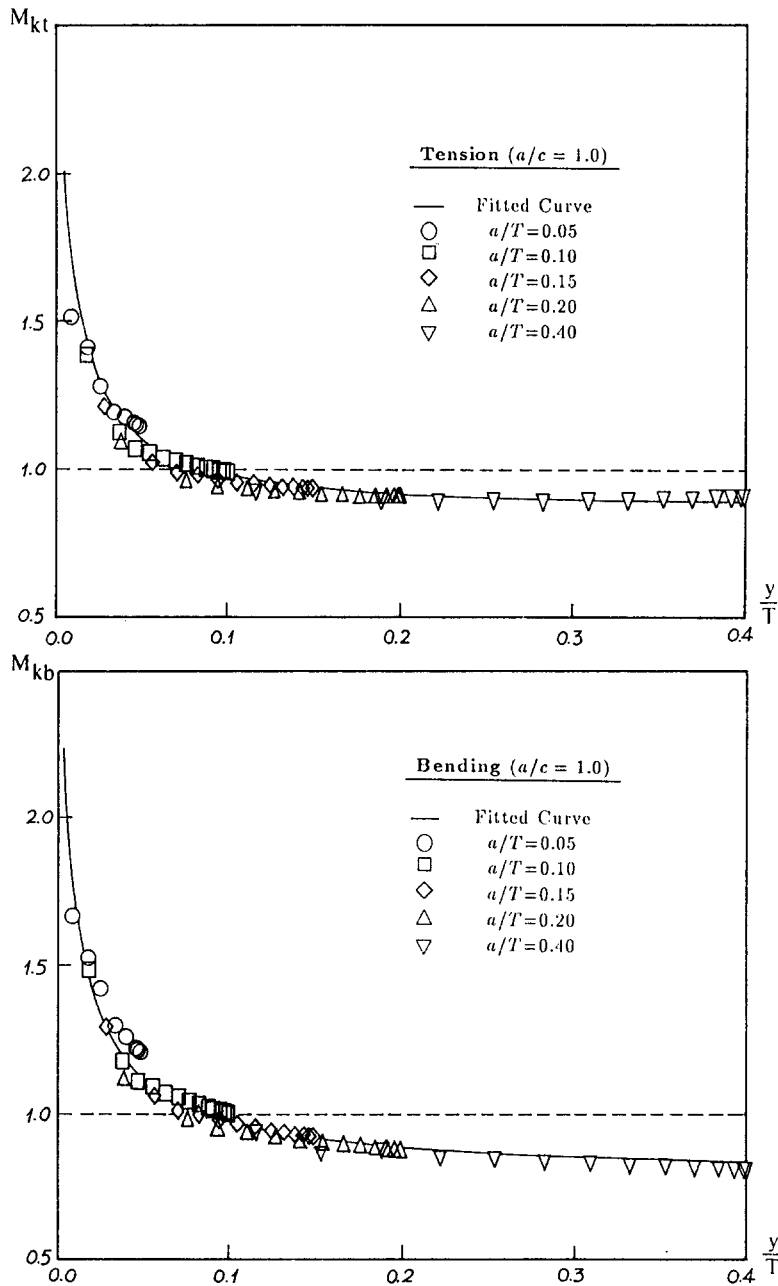 M kt
Tension (a/c = 1.0)
2.0
Fitted Curve
a/T=0.05
a/T=0.10
a/T=0.15
a/T=0.20
1.5
a/T=0.40
1.0
0.5
0.0 0.1 0.2 0.3 0.4
y/T
M kb
Bending (a/c = 1.0)
2.0
Fitted Curve
a/T=0.05
a/T=0.10
a/T=0.15
a/T=0.20
a/T=0.40
1.5
1.0
0.5
0.0 0.1 0.2 0.3 0.4
y/T